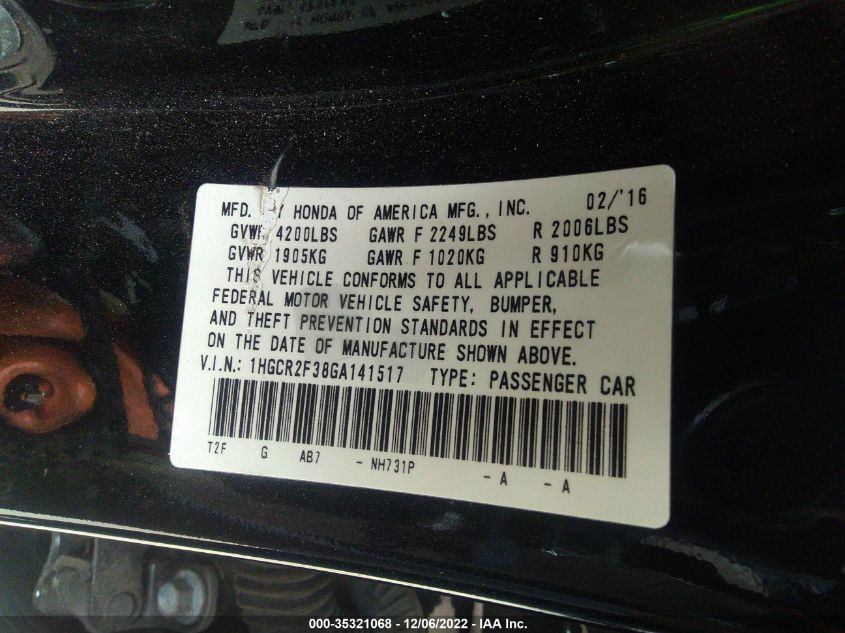 MFD. Y HONDA OF AMERICA MFG., INC. 02/'16
GVWR 4200LBS GAWR F 2249LBS R 2006LBS
GVWR 1905KG GAWR F 1020KG R 910KG
THIS VEHICLE CONFORMS TO ALL APPLICABLE
FEDERAL MOTOR VEHICLE SAFETY, BUMPER,
AND THEFT PREVENTION STANDARDS IN EFFECT
ON THE DATE OF MANUFACTURE SHOWN ABOVE.
V.I.N.: 1HGCR2F38GA141517 TYPE: PASSENGER CAR
T2F G AB7 - NH731P - A - A
000-35321068 - 12/06/2022 - IAA Inc.